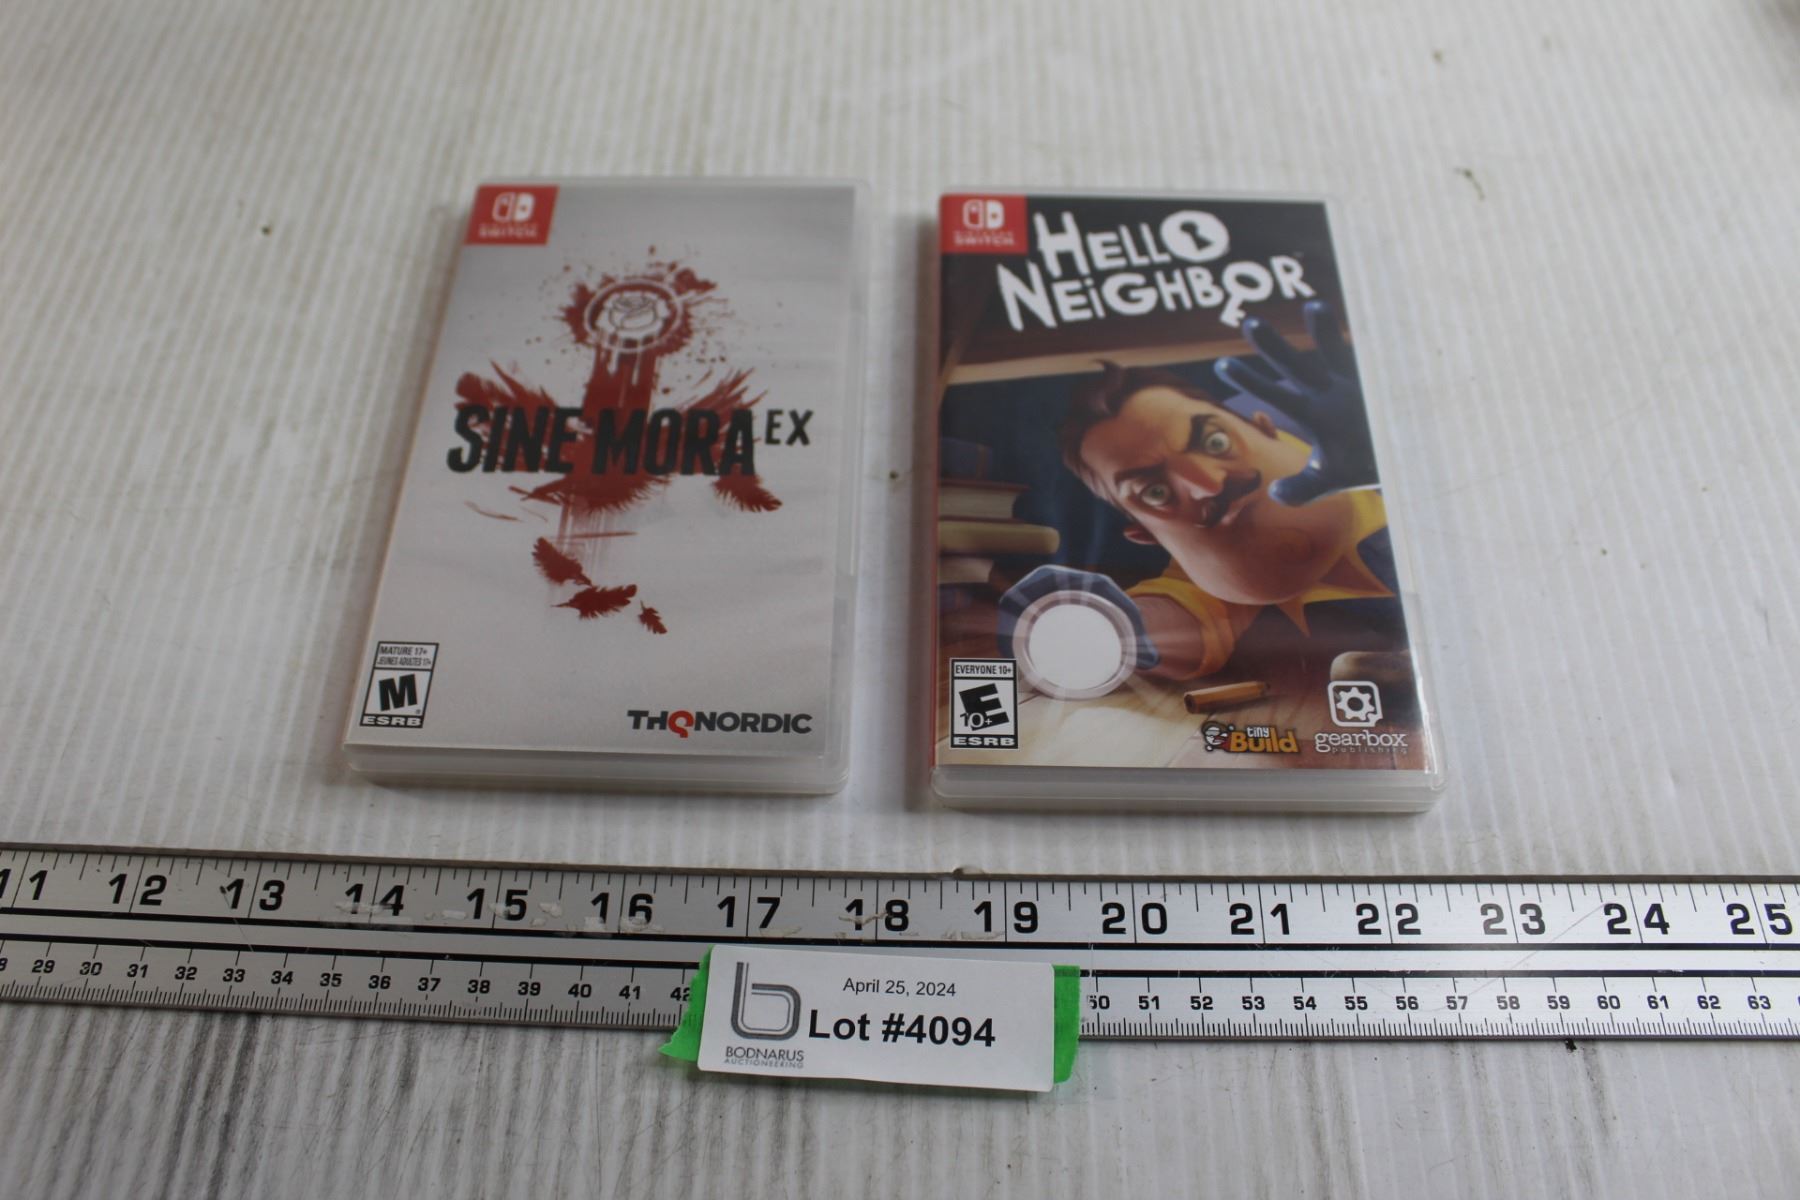 NINTENDO
SWITCH
SINE MORA EX
MATURE 17+
JEUNES ADULTES 17+
M
ESRB
THQNORDIC
NINTENDO
SWITCH
HELLO
NEiGHBOR
EVERYONE 10+
E
10+
ESRB
tiny
Build
gearbox
publishing
11 12 13 14 15 16 17 18 19 20 21 22 23 24 25
29 30 31 32 33 34 35 36 37 38 39 40 41 42 50 51 52 53 54 55 56 57 58 59 60 61 62 63
April 25, 2024
Lot #4094
BODNARUS
AUCTIONEERING